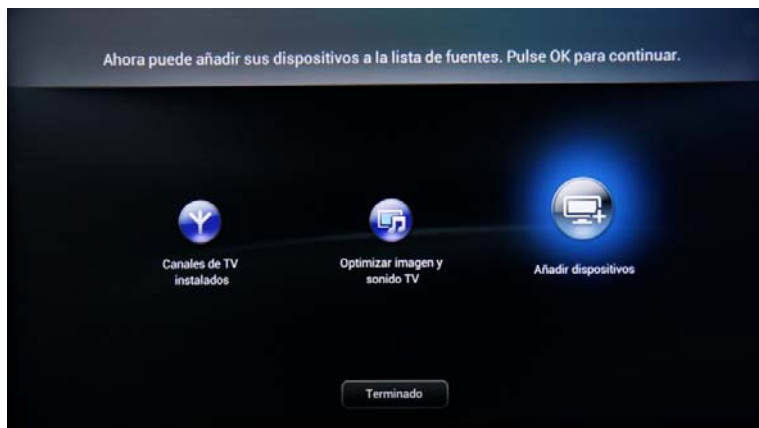 Ahora puede añadir sus dispositivos a la lista de fuentes. Pulse OK para continuar.
Canales de TV
instalados
Optimizar imagen y
sonido TV
Añadir dispositivos
Terminado